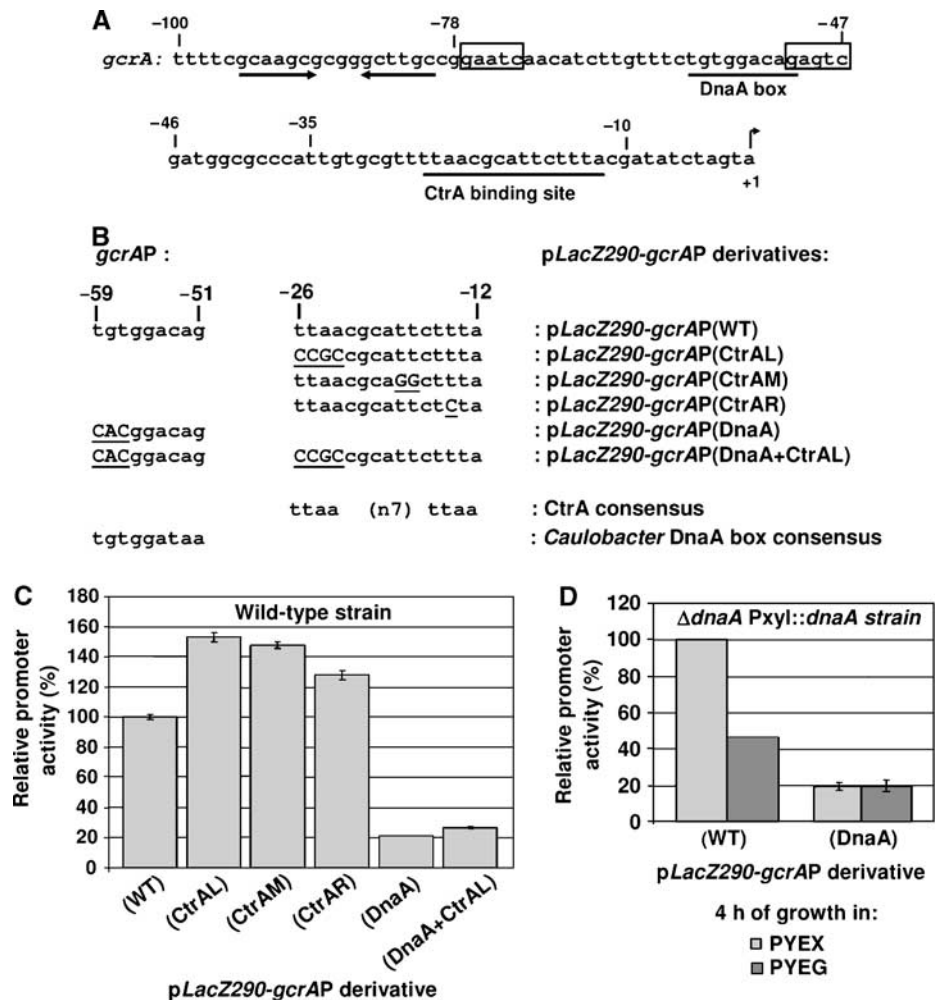 A
−100 −78 −47
gcrA: ttttcgcaagcgcgggcttgccggaatcaacatcttgtttctgtggacagagtc
DnaA box
−46 −35 −10
gatggcgcccattgtgcgttttaacgcattctttacgatatctagta
CtrA binding site
+1
B
gcrAP : pLacZ290-gcrAP derivatives:
−59 −51 −26 −12
tgtggacag ttaacgcattcttta : pLacZ290-gcrAP(WT)
CCGCcgcattcttta : pLacZ290-gcrAP(CtrAL)
ttaacgcaGGcttta : pLacZ290-gcrAP(CtrAM)
ttaacgcattctCta : pLacZ290-gcrAP(CtrAR)
CACggacag : pLacZ290-gcrAP(DnaA)
CACggacag CCGCcgcattcttta : pLacZ290-gcrAP(DnaA+CtrAL)
ttaa (n7) ttaa : CtrA consensus
tgtggataa : Caulobacter DnaA box consensus
C
Wild-type strain
Relative promoter activity (%)
180
160
140
120
100
80
60
40
20
0
(WT) (CtrAL) (CtrAM) (CtrAR) (DnaA) (DnaA+CtrAL)
pLacZ290-gcrAP derivative
D
ΔdnaA Pxyl::dnaA strain
Relative promoter activity (%)
120
100
80
60
40
20
0
(WT) (DnaA)
pLacZ290-gcrAP derivative
4 h of growth in:
PYEX
PYEG